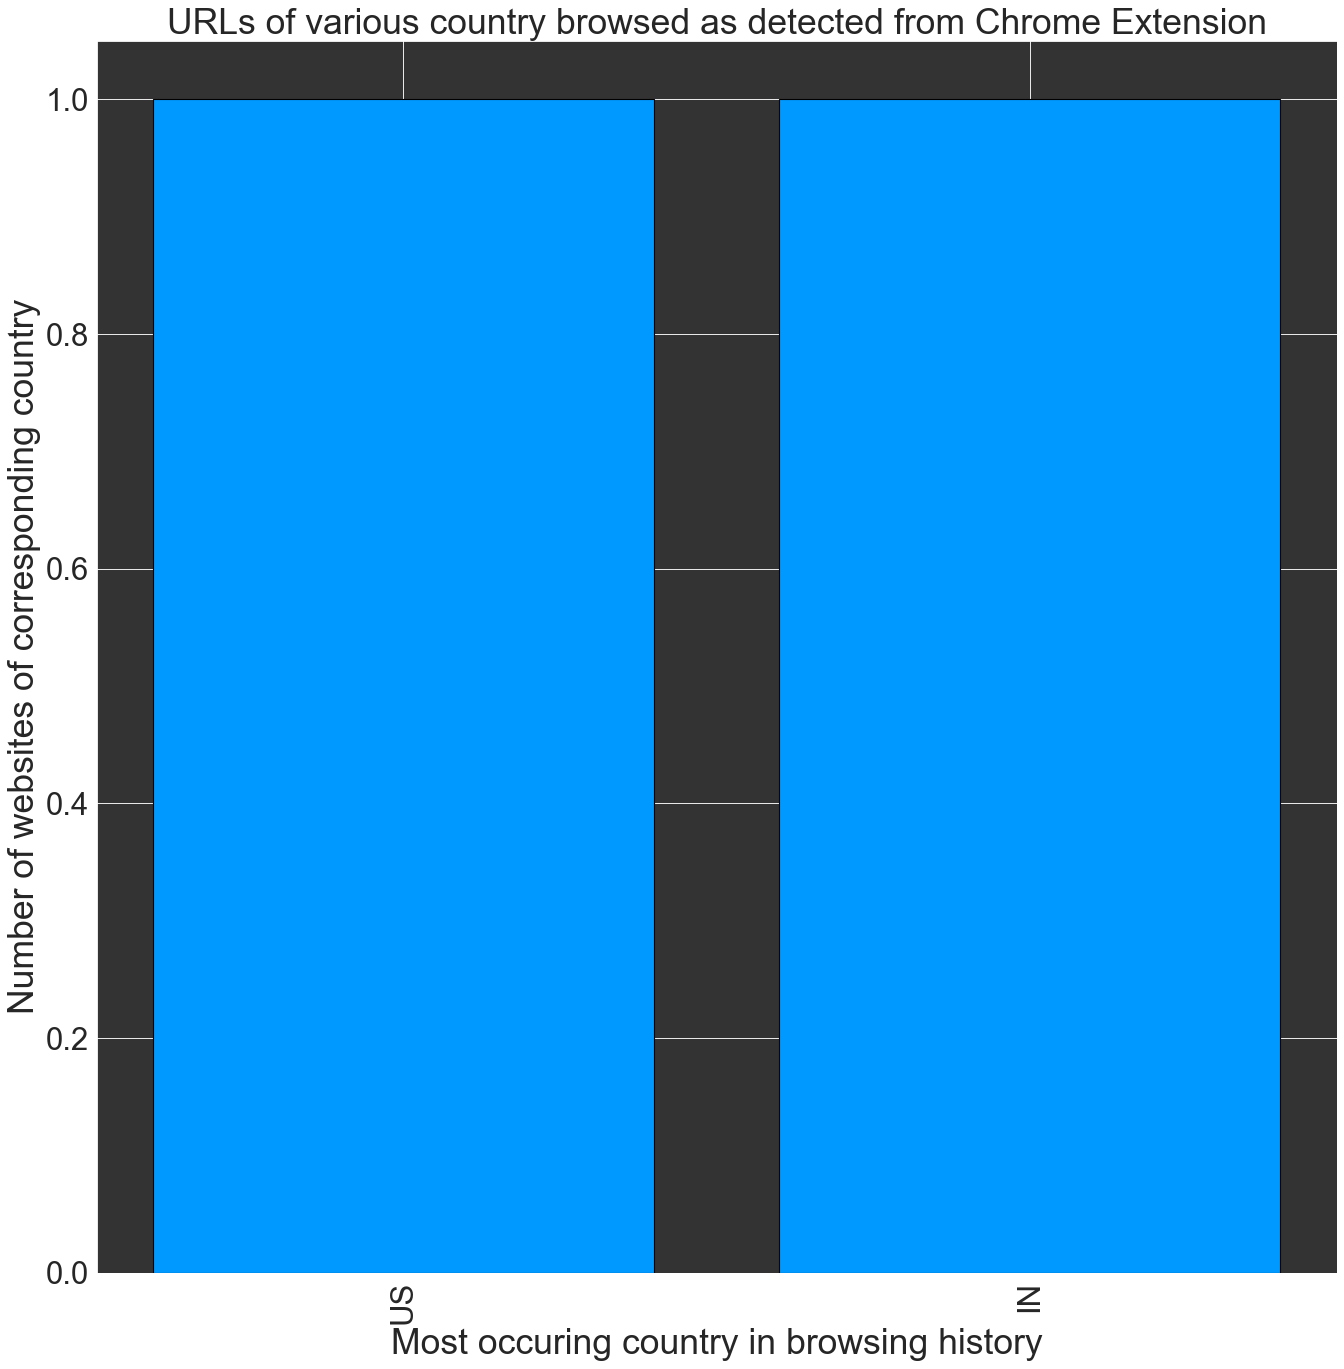 URLs of various country browsed as detected from Chrome Extension
Number of websites of corresponding country
1.0
0.8
0.6
0.4
0.2
0.0
US
IN
Most occuring country in browsing history